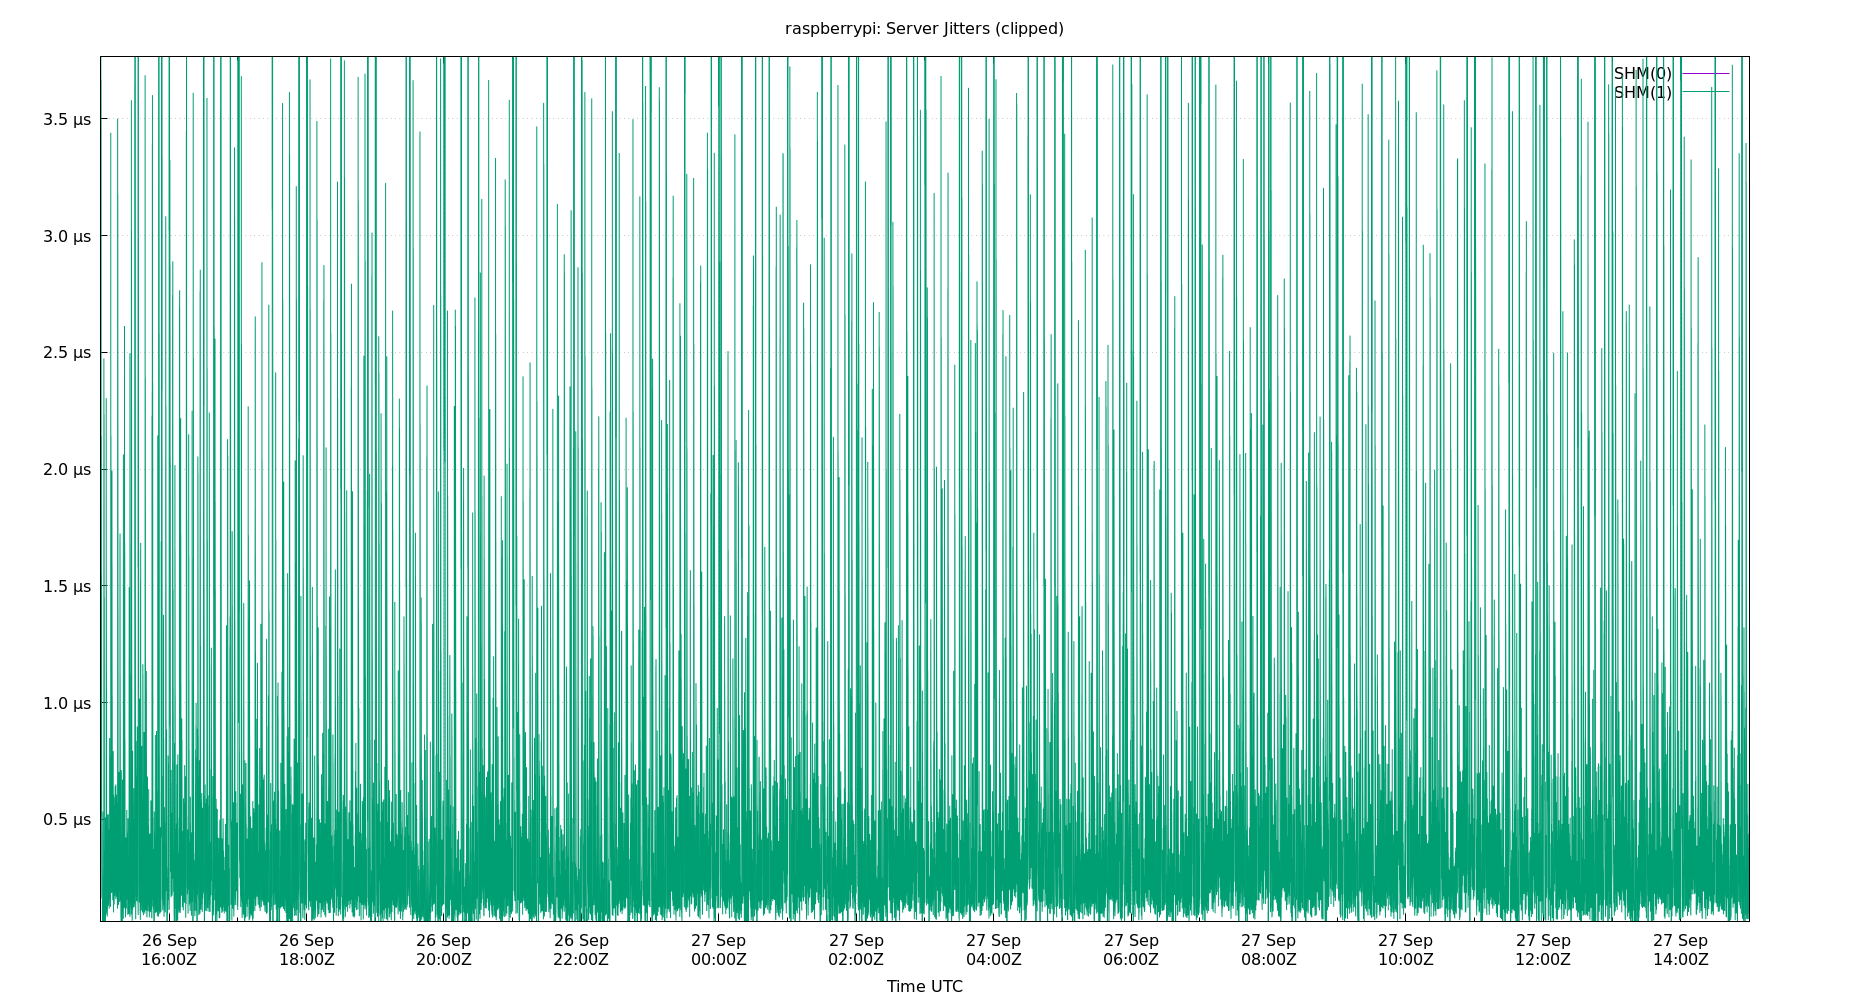 raspberrypi: Server Jitters (clipped)
SHM(0)
SHM(1)
3.5 µs
3.0 µs
2.5 µs
2.0 µs
1.5 µs
1.0 µs
0.5 µs
26 Sep 26 Sep 26 Sep 26 Sep 27 Sep 27 Sep 27 Sep 27 Sep 27 Sep 27 Sep 27 Sep 27 Sep
16:00Z 18:00Z 20:00Z 22:00Z 00:00Z 02:00Z 04:00Z 06:00Z 08:00Z 10:00Z 12:00Z 14:00Z
Time UTC